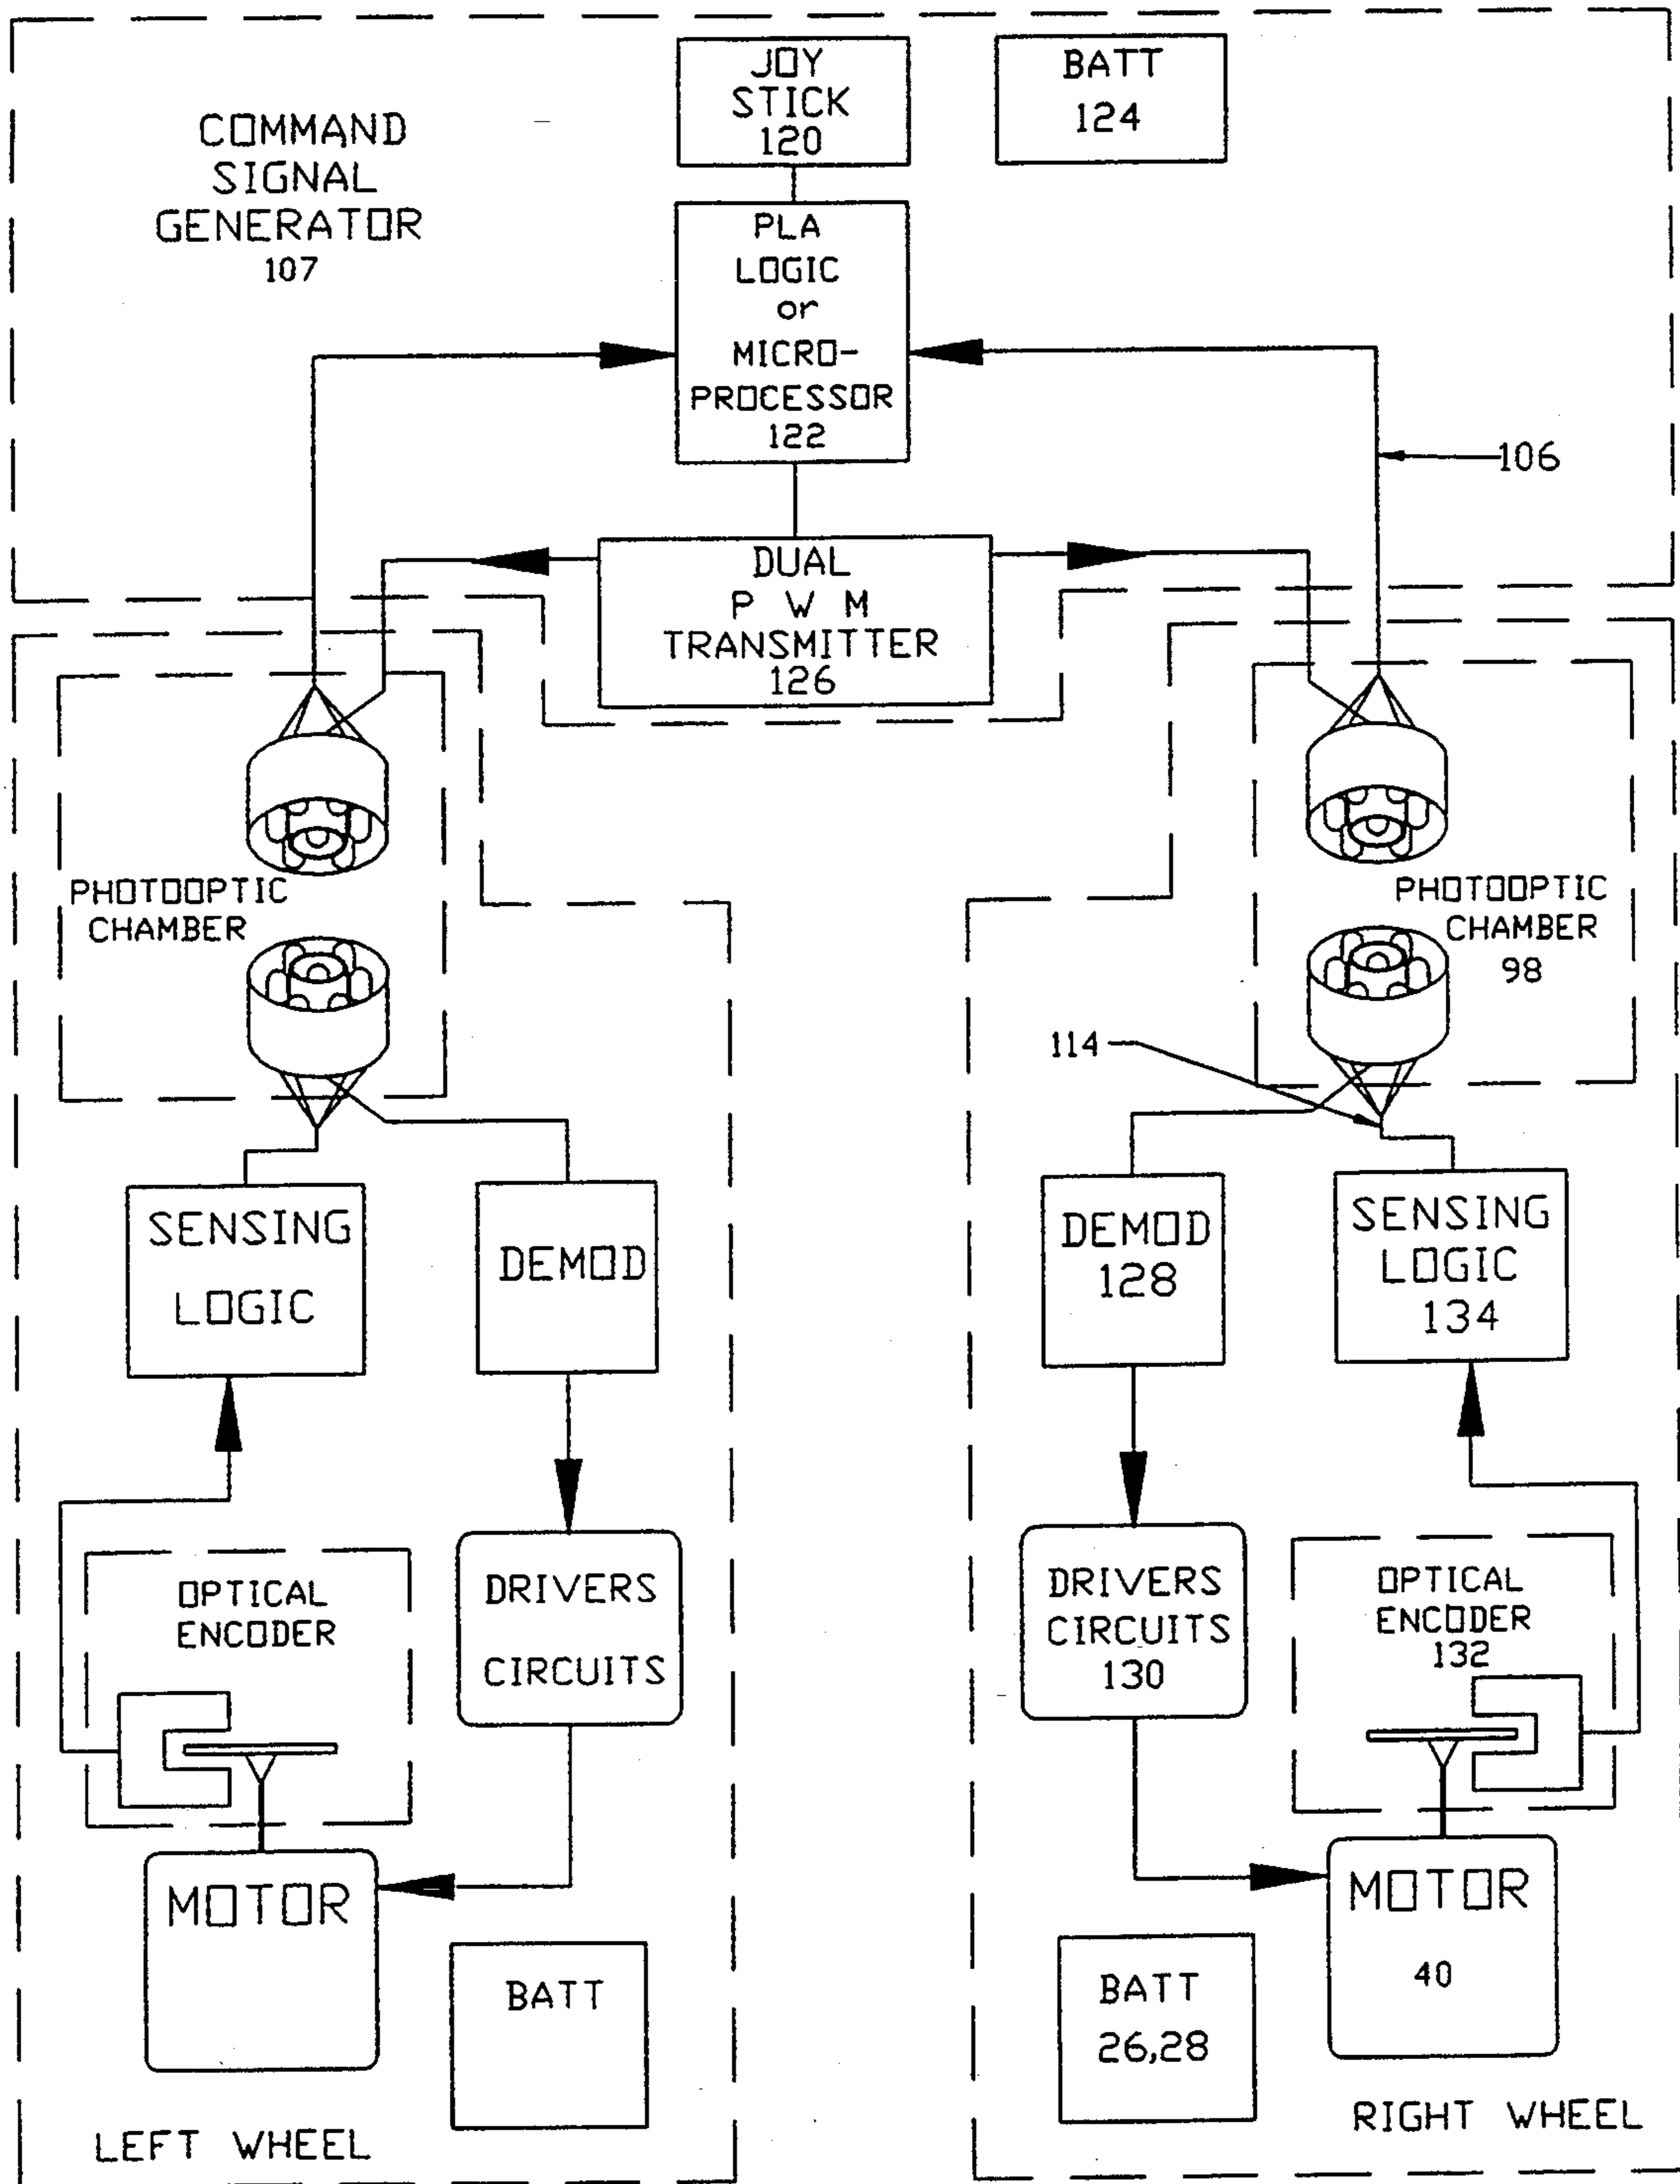 JOY
STICK
120
BATT
124
COMMAND
SIGNAL
GENERATOR
107
PLA
LOGIC
or
MICRO-
PROCESSOR
122
106
DUAL
P W M
TRANSMITTER
126
PHOTOOPTIC
CHAMBER
PHOTOOPTIC
CHAMBER
98
114
SENSING
LOGIC
DEMOD
DEMOD
128
SENSING
LOGIC
134
OPTICAL
ENCODER
DRIVERS
CIRCUITS
DRIVERS
CIRCUITS
130
OPTICAL
ENCODER
132
MOTOR
BATT
BATT
26,28
MOTOR
40
LEFT WHEEL
RIGHT WHEEL